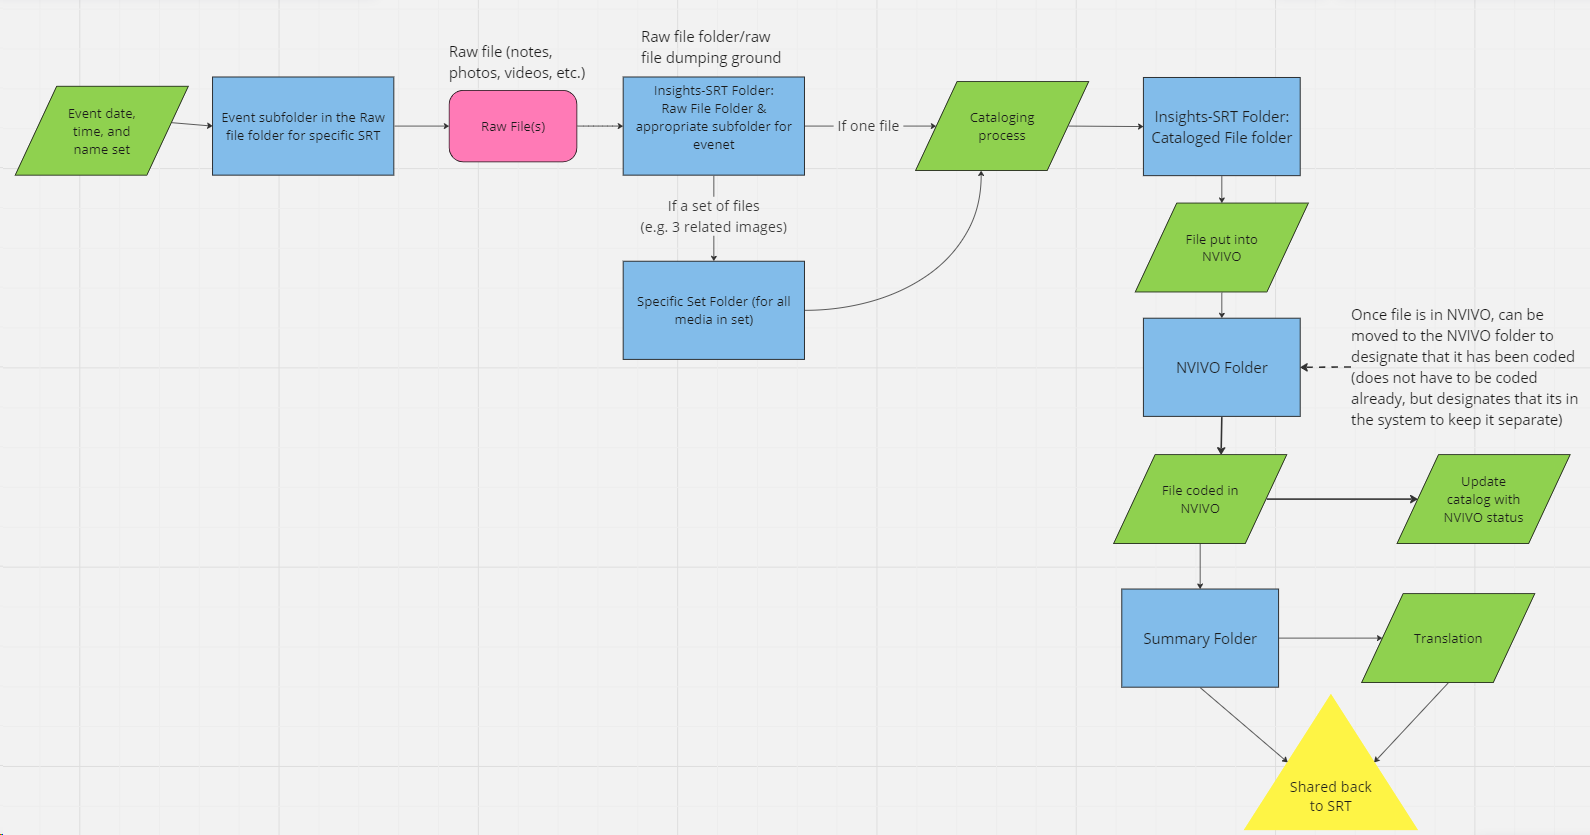 Event date,
time, and
name set
Event subfolder in the Raw
file folder for specific SRT
Raw file (notes,
photos, videos, etc.)
Raw File(s)
Raw file folder/raw
file dumping ground
Insights-SRT Folder:
Raw File Folder &
appropriate subfolder for
evenet
If one file
If a set of files
(e.g. 3 related images)
Specific Set Folder (for all
media in set)
Cataloging
process
Insights-SRT Folder:
Cataloged File folder
File put into
NVIVO
NVIVO Folder
Once file is in NVIVO, can be
moved to the NVIVO folder to
designate that it has been coded
(does not have to be coded
already, but designates that its in
the system to keep it separate)
File coded in
NVIVO
Update
catalog with
NVIVO status
Summary Folder
Translation
Shared back
to SRT